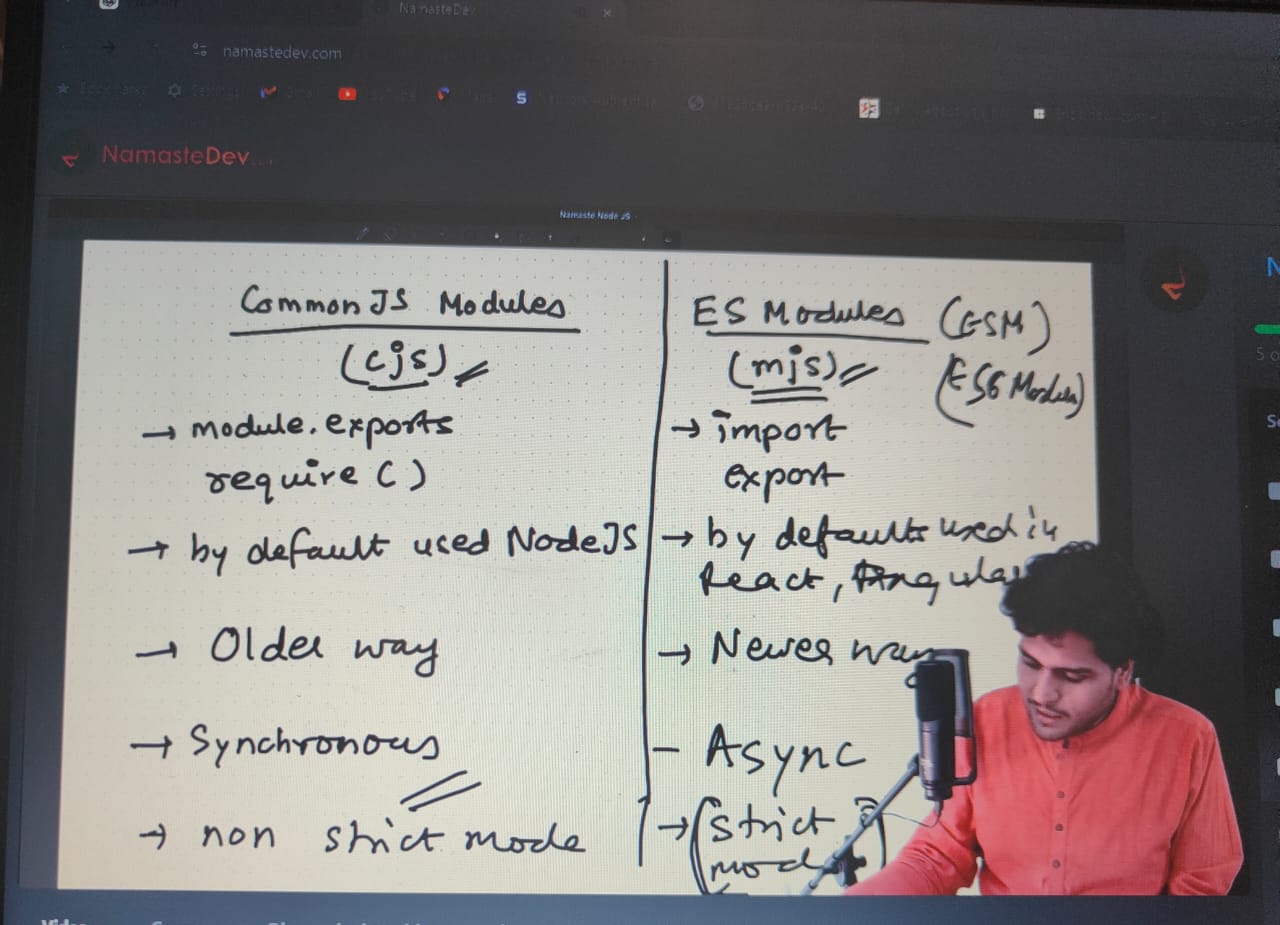 NamasteDev
namastedev.com
NamasteDev
Namaste Node JS
Common JS Modules
(cjs)
→ module.exports
require ( )
→ by default used NodeJS
→ Older way
→ Synchronous
→ non strict mode
ES Modules (ESM)
(mjs) (ES6 Modules)
→ import
export
→ by default used in
React, Angular
→ Newer way
- Async
→ (strict
mode)